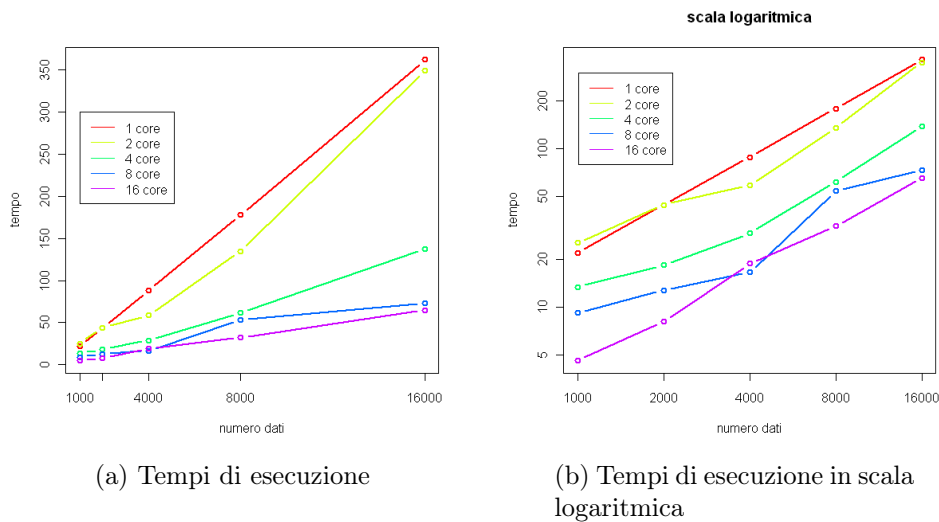 350
300
250
200
150
100
50
0
tempo
1 core
2 core
4 core
8 core
16 core
1000
4000
8000
16000
numero dati
(a) Tempi di esecuzione
scala logaritmica
200
100
50
20
10
5
tempo
1 core
2 core
4 core
8 core
16 core
1000
2000
4000
8000
16000
numero dati
(b) Tempi di esecuzione in scala
logaritmica